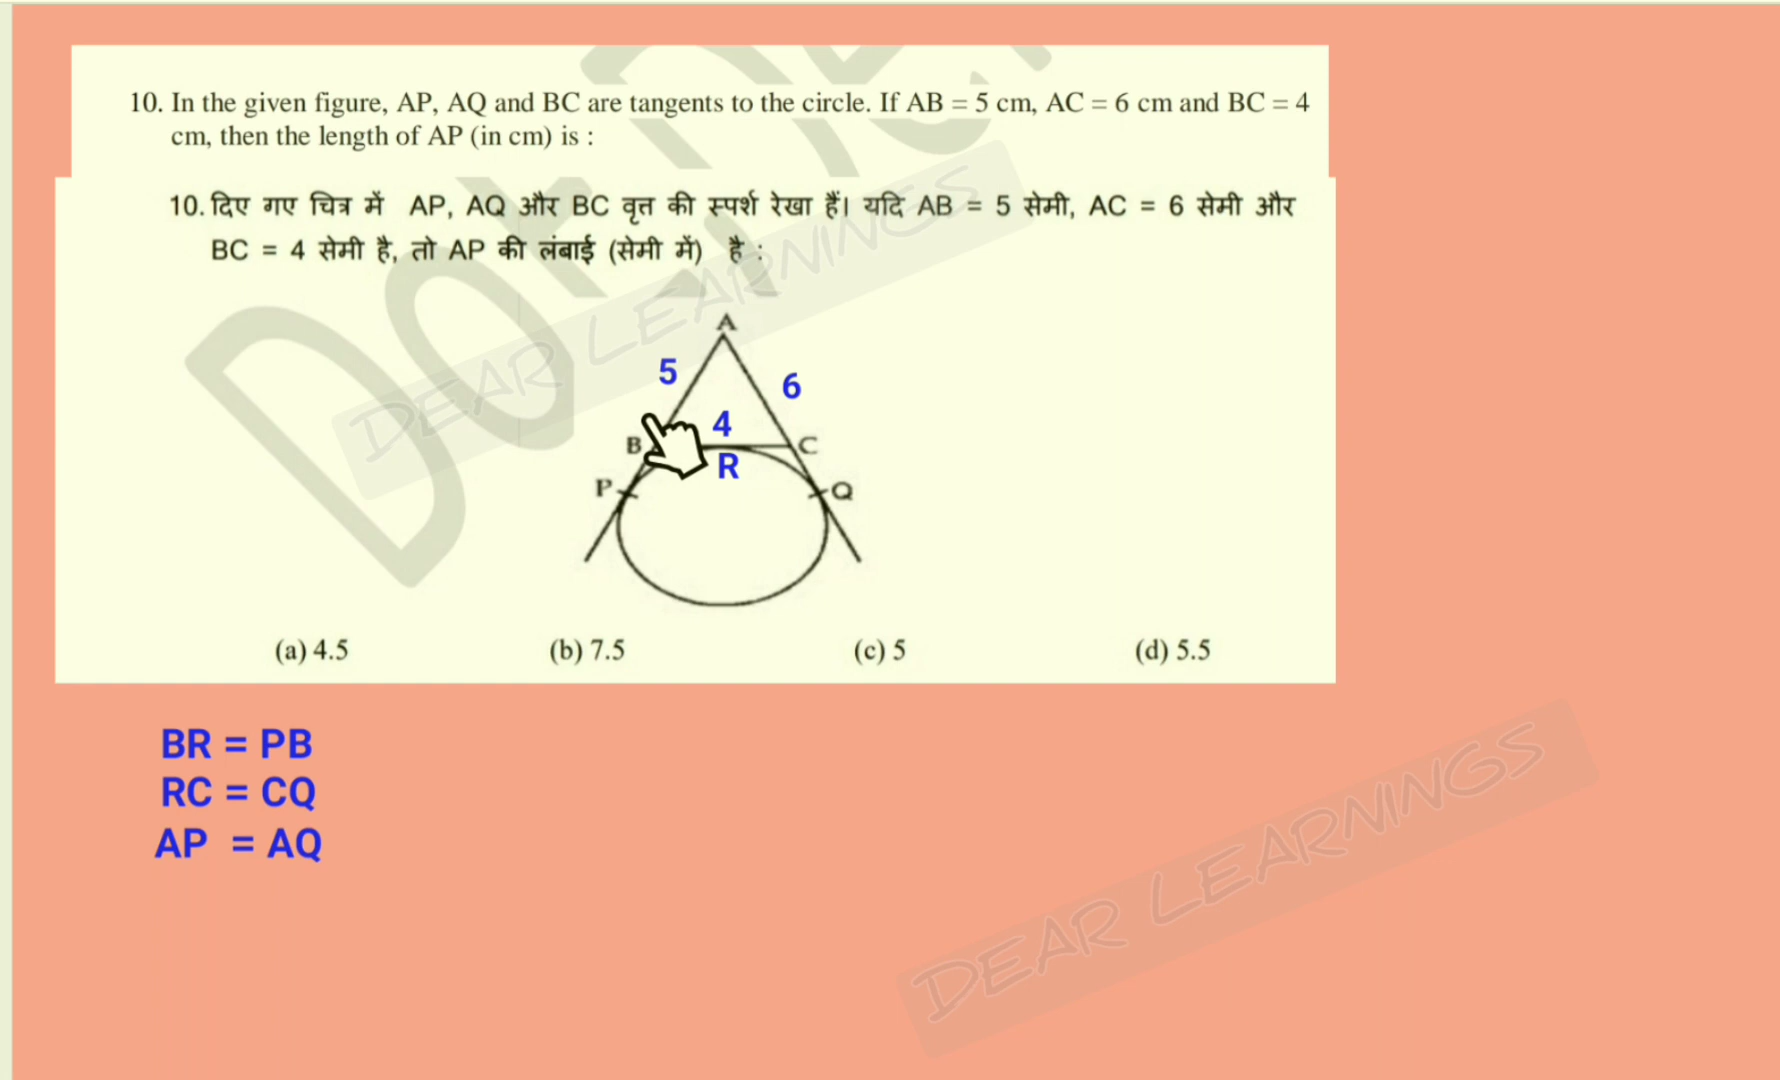 10. In the given figure, AP, AQ and BC are tangents to the circle. If AB = 5 cm, AC = 6 cm and BC = 4
cm, then the length of AP (in cm) is :
10. दिए गए चित्र में AP, AQ और BC वृत्त की स्पर्श रेखा हैं। यदि AB = 5 सेमी, AC = 6 सेमी और
BC = 4 सेमी है, तो AP की लंबाई (सेमी में) है :
A
5
6
4
B
C
R
P
Q
(a) 4.5 (b) 7.5 (c) 5 (d) 5.5
BR = PB
RC = CQ
AP = AQ
DEAR LEARNINGS
DEAR LEARNINGS